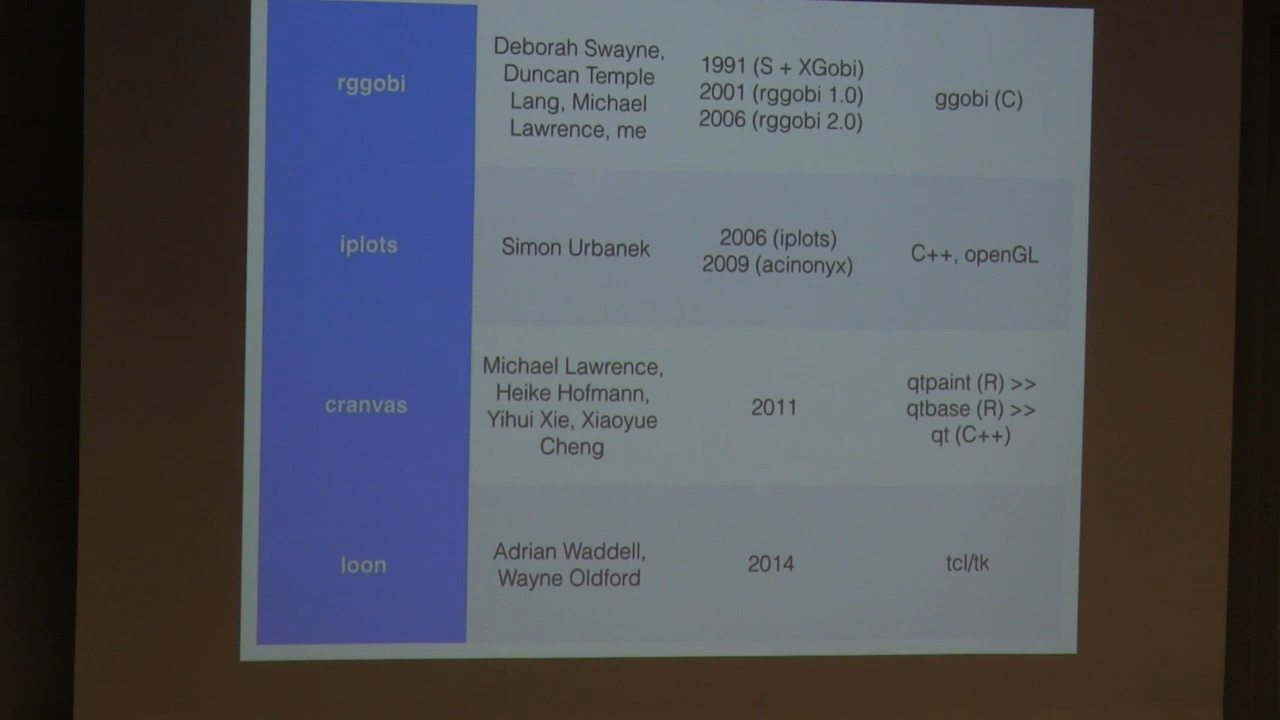 rggobi
Deborah Swayne,
Duncan Temple
Lang, Michael
Lawrence, me
1991 (S + XGobi)
2001 (rggobi 1.0)
2006 (rggobi 2.0)
ggobi (C)
iplots
Simon Urbanek
2006 (iplots)
2009 (acinonyx)
C++, openGL
cranvas
Michael Lawrence,
Heike Hofmann,
Yihui Xie, Xiaoyue
Cheng
2011
qtpaint (R) >>
qtbase (R) >>
qt (C++)
loon
Adrian Waddell,
Wayne Oldford
2014
tcl/tk